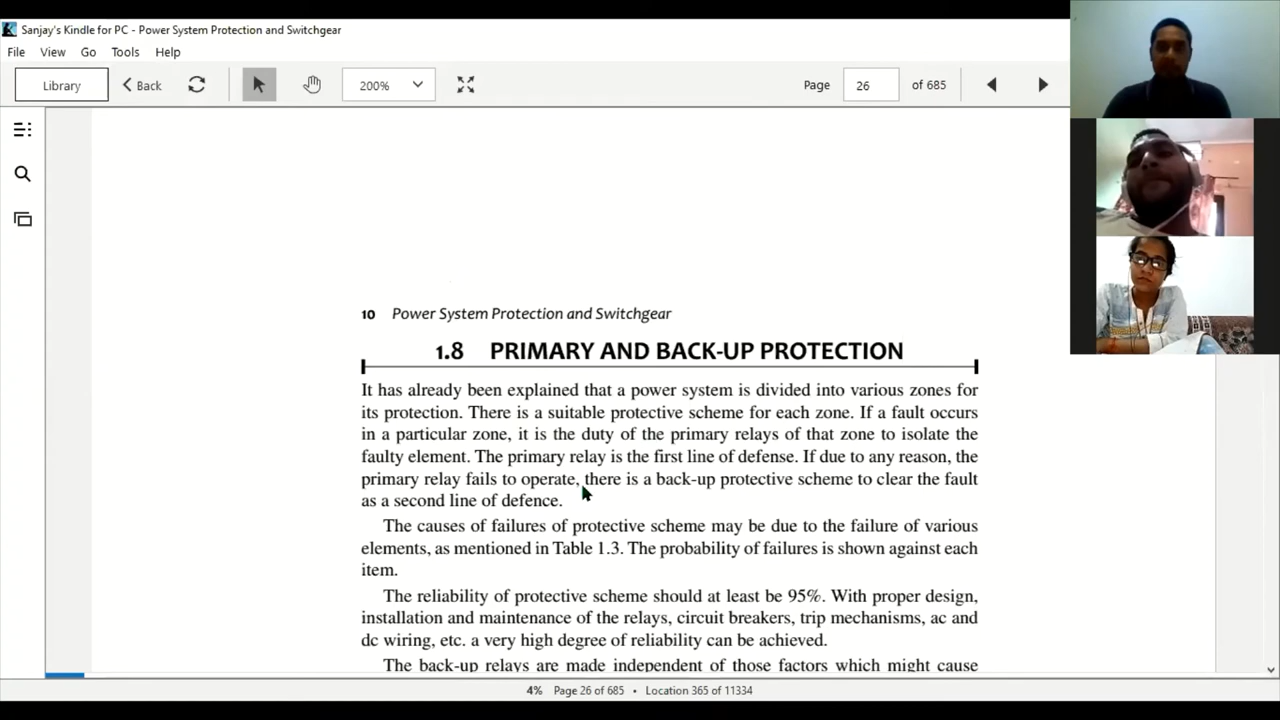 Sanjay's Kindle for PC - Power System Protection and Switchgear
File View Go Tools Help
Library Back 200% Page 26 of 685
10 Power System Protection and Switchgear
1.8 PRIMARY AND BACK-UP PROTECTION
It has already been explained that a power system is divided into various zones for
its protection. There is a suitable protective scheme for each zone. If a fault occurs
in a particular zone, it is the duty of the primary relays of that zone to isolate the
faulty element. The primary relay is the first line of defense. If due to any reason, the
primary relay fails to operate, there is a back-up protective scheme to clear the fault
as a second line of defence.
The causes of failures of protective scheme may be due to the failure of various
elements, as mentioned in Table 1.3. The probability of failures is shown against each
item.
The reliability of protective scheme should at least be 95%. With proper design,
installation and maintenance of the relays, circuit breakers, trip mechanisms, ac and
dc wiring, etc. a very high degree of reliability can be achieved.
The back-up relays are made independent of those factors which might cause
4% Page 26 of 685 • Location 365 of 11334